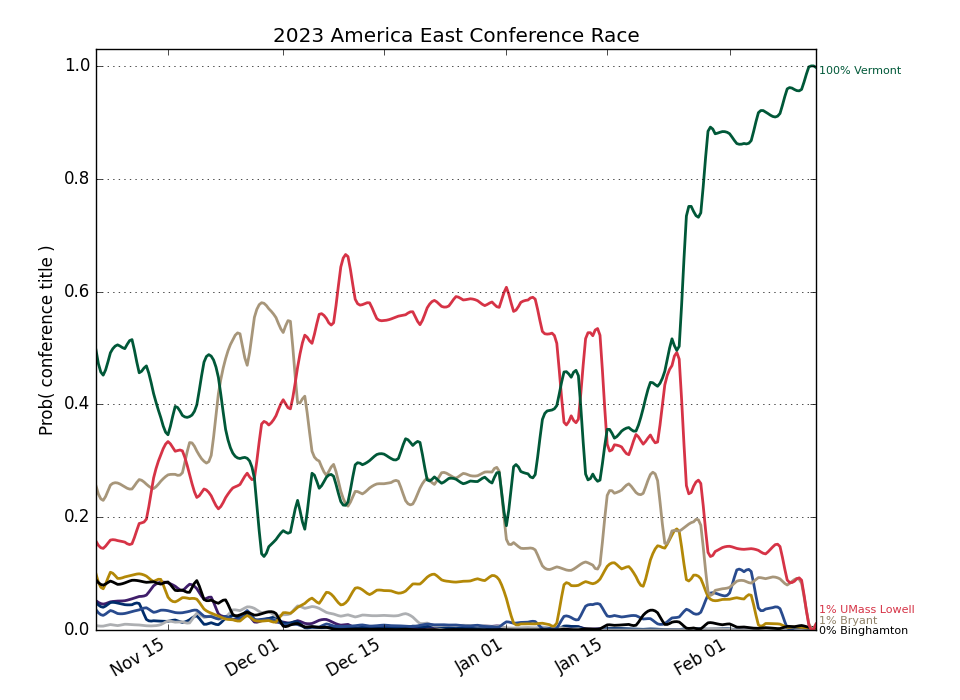 2023 America East Conference Race
Prob( conference title )
1.0
0.8
0.6
0.4
0.2
0.0
100% Vermont
1% UMass Lowell
1% Bryant
0% Binghamton
Nov 15
Dec 01
Dec 15
Jan 01
Jan 15
Feb 01